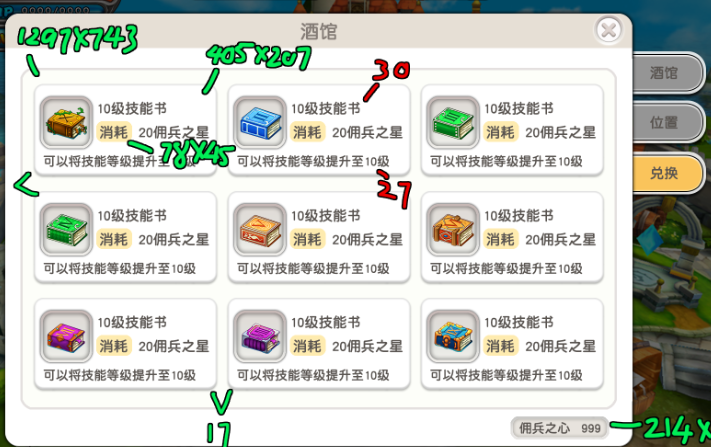 HP 9999/9999
酒馆
1297X743
405X207
30
10级技能书
消耗 20佣兵之星
可以将技能等级提升至10级
10级技能书
消耗 20佣兵之星
可以将技能等级提升至10级
10级技能书
消耗 20佣兵之星
可以将技能等级提升至10级
78X45
27
酒馆
位置
兑换
10级技能书
消耗 20佣兵之星
可以将技能等级提升至10级
10级技能书
消耗 20佣兵之星
可以将技能等级提升至10级
10级技能书
消耗 20佣兵之星
可以将技能等级提升至10级
10级技能书
消耗 20佣兵之星
可以将技能等级提升至10级
10级技能书
消耗 20佣兵之星
可以将技能等级提升至10级
10级技能书
消耗 20佣兵之星
可以将技能等级提升至10级
17
佣兵之心 999
214X